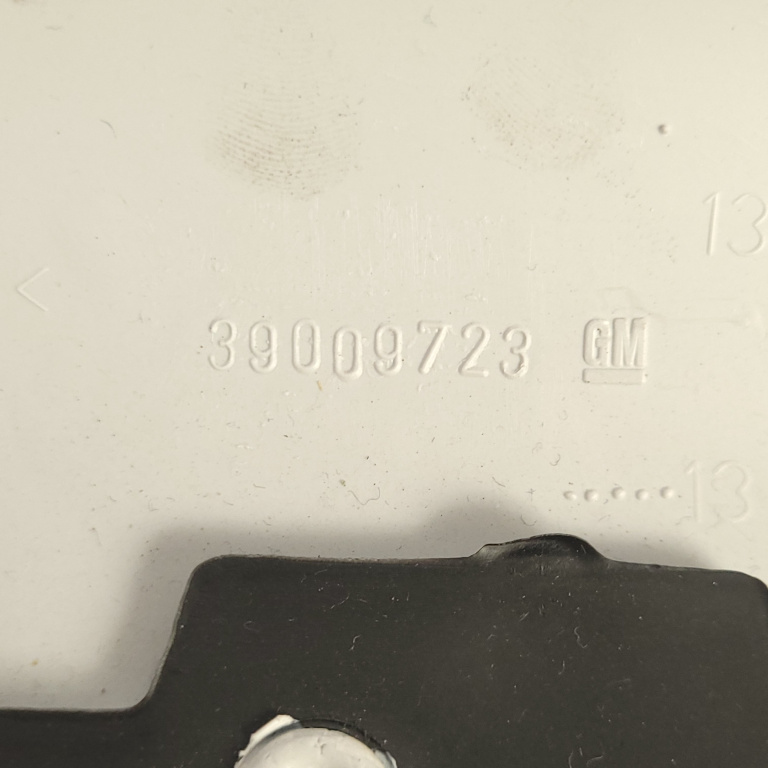 13
<
39009723 GM
.....13